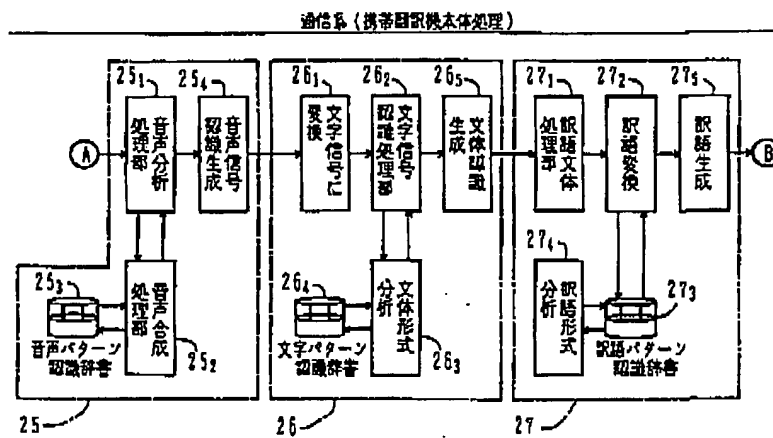 通信系（携帯困訳機本体処理）
25₁
25₄
26₁
26₂
26₅
27₁
27₂
27₅
A
音声分析
処理部
音声信号
認識生成
文字信号に
変換
文字信号
認識処理部
文体認識
生成
訳語文体
処理部
訳語変換
訳語生成
B
25₃
音声合成
処理部
25₂
音声パターン
認識辞書
26₄
文体形式
分析
26₃
文字パターン
認識辞書
27₄
訳語形式
分析
27₃
訳語パターン
認識辞書
25
26
27